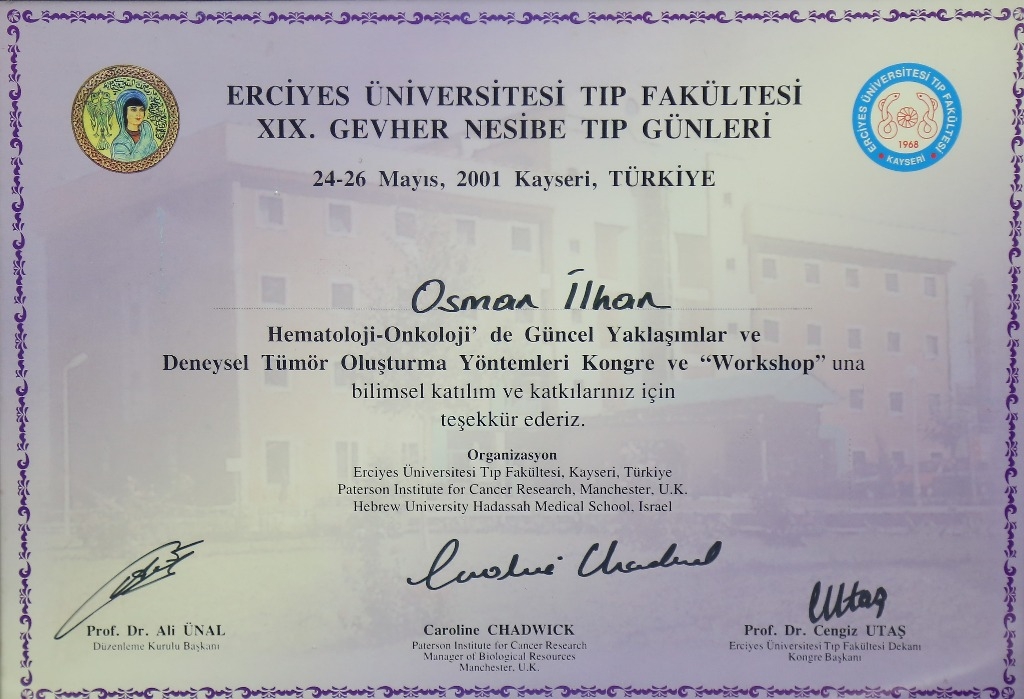 ERCİYES ÜNİVERSİTESİ TIP FAKÜLTESİ
XIX. GEVHER NESİBE TIP GÜNLERİ
ERCİYES ÜNİVERSİTESİ TIP FAKÜLTESİ
1968
KAYSERİ
24-26 Mayıs, 2001 Kayseri, TÜRKİYE
Osman İlhan
Hematoloji-Onkoloji' de Güncel Yaklaşımlar ve
Deneysel Tümör Oluşturma Yöntemleri Kongre ve “Workshop” una
bilimsel katılım ve katkılarınız için
teşekkür ederiz.
Organizasyon
Erciyes Üniversitesi Tıp Fakültesi, Kayseri, Türkiye
Paterson Institute for Cancer Research, Manchester, U.K.
Hebrew University Hadassah Medical School, Israel
Caroline Chadwick
CUtaş
Prof. Dr. Ali ÜNAL
Düzenleme Kurulu Başkanı
Caroline CHADWICK
Paterson Institute for Cancer Research
Manager of Biological Resources
Manchester, U.K.
Prof. Dr. Cengiz UTAŞ
Erciyes Üniversitesi Tıp Fakültesi Dekanı
Kongre Başkanı